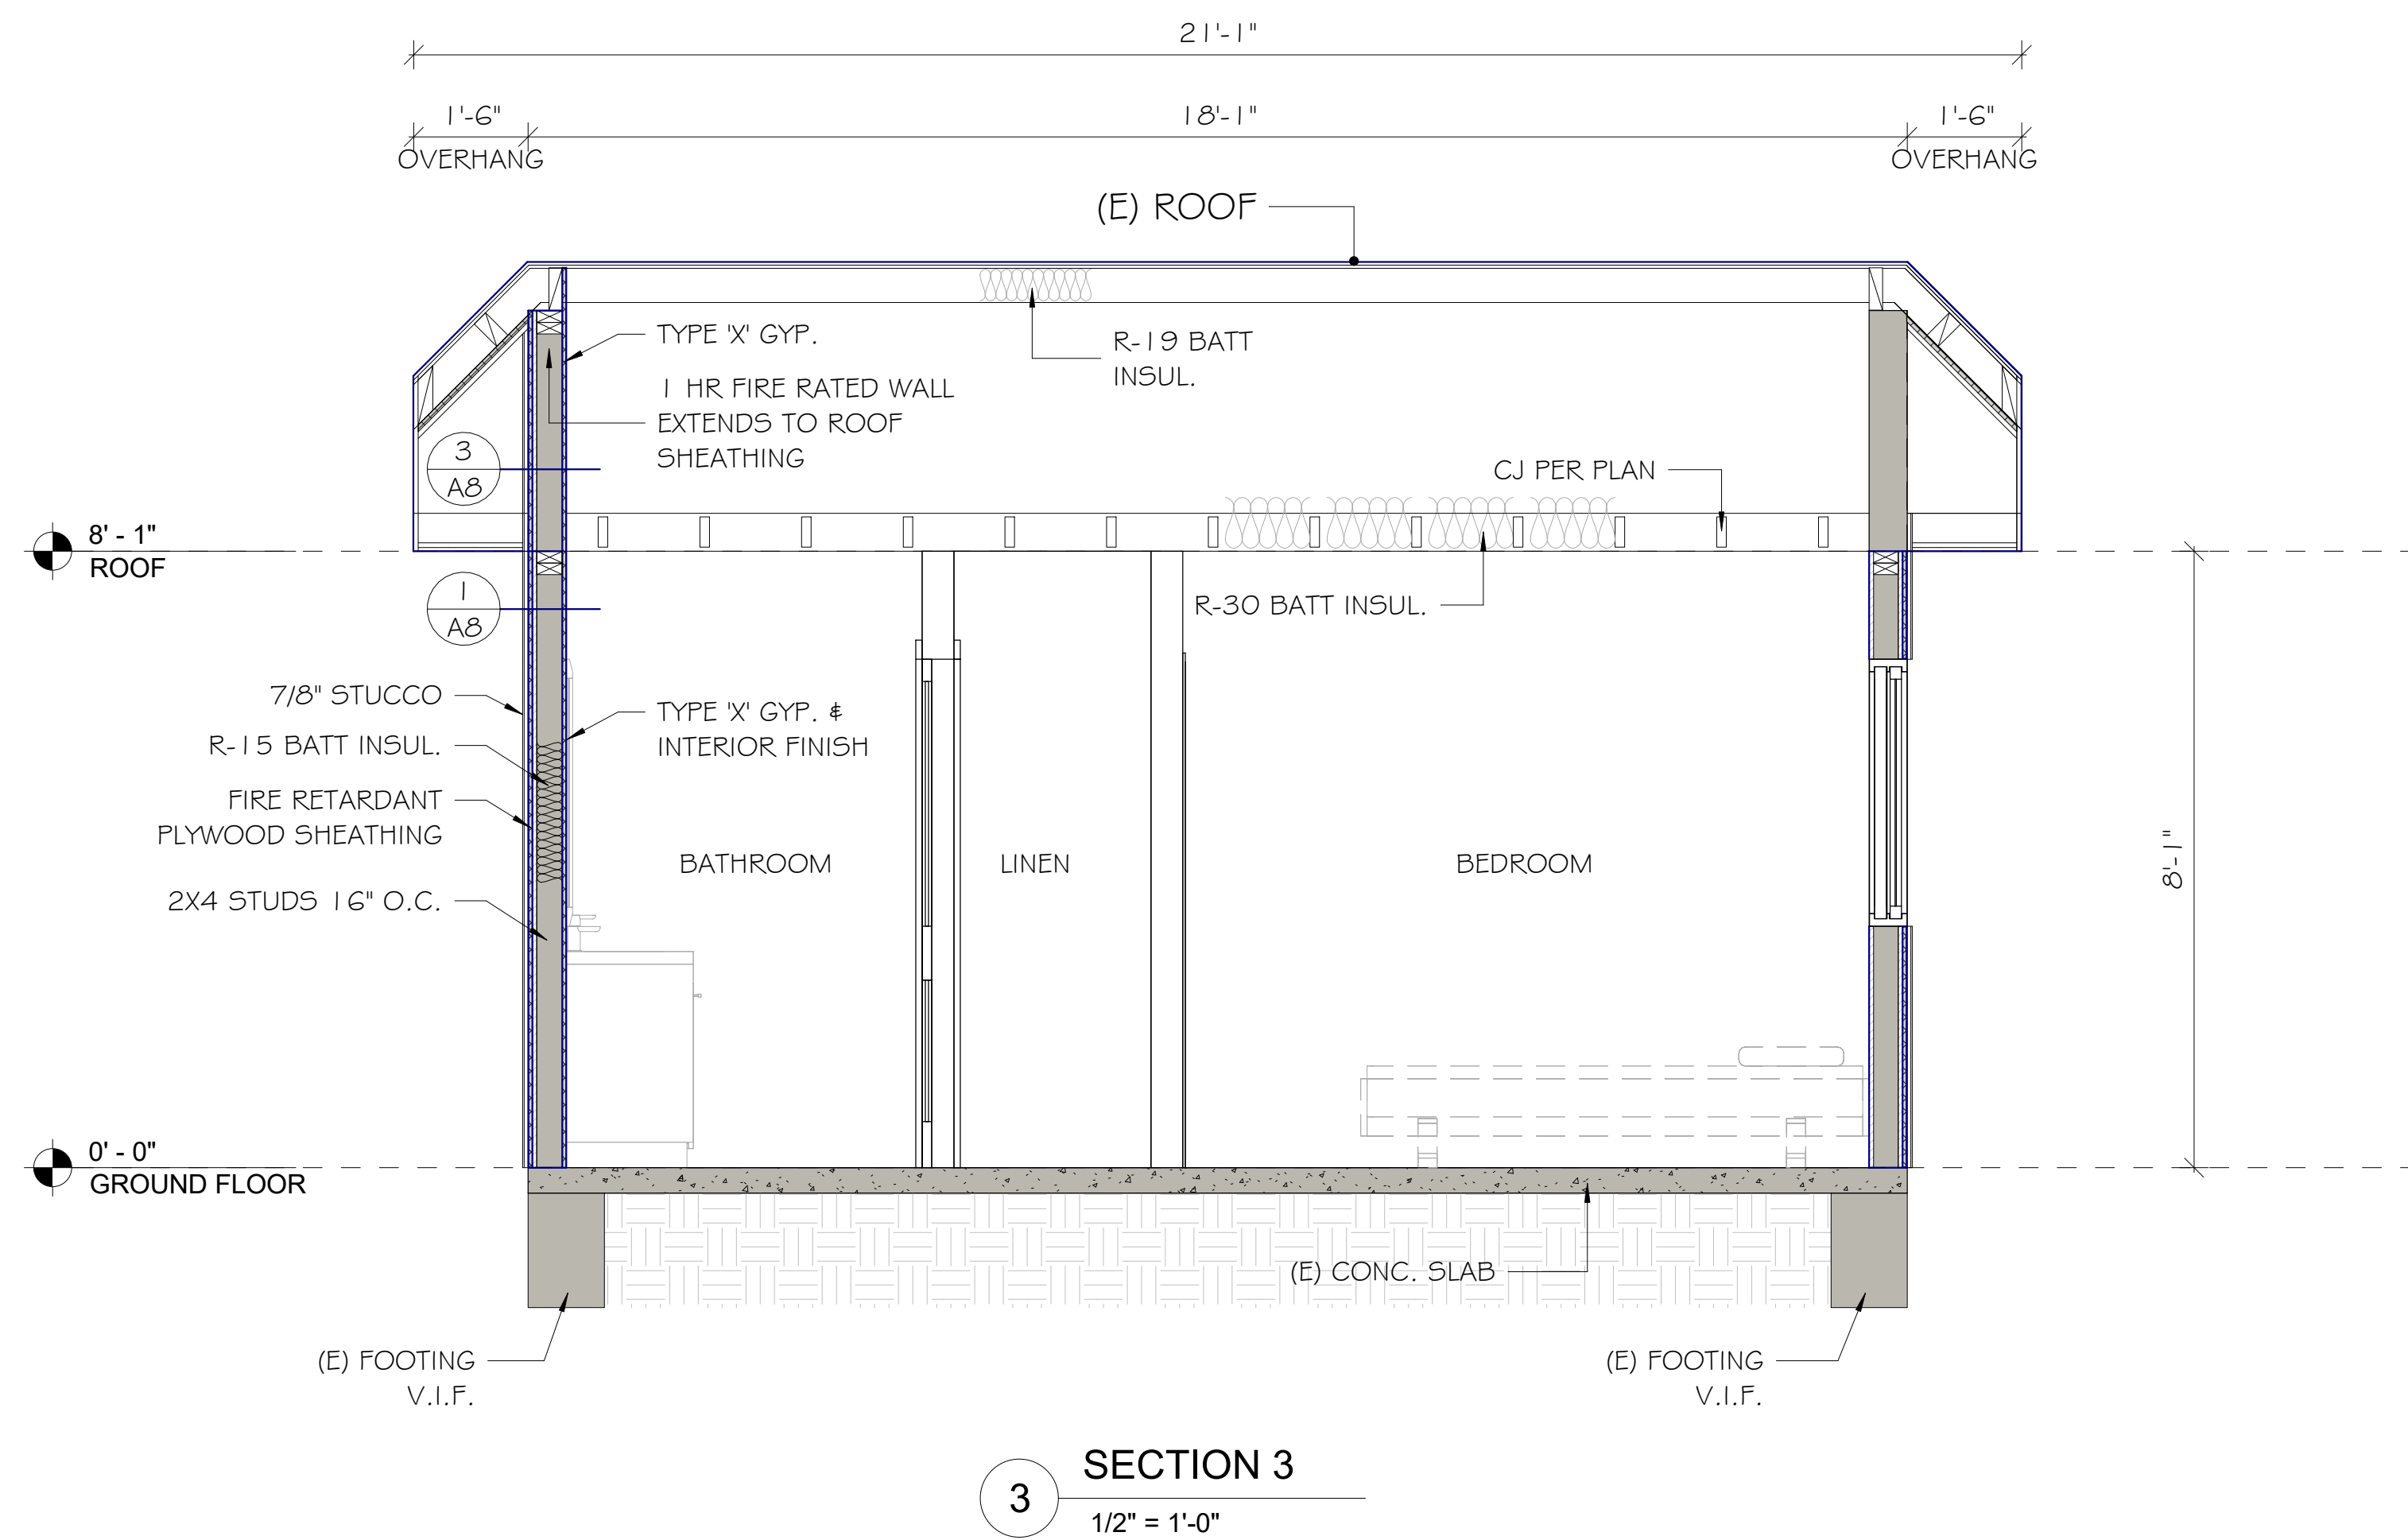 21'-1"
1'-6"
18'-1"
1'-6"
OVERHANG
OVERHANG
(E) ROOF
TYPE 'X' GYP.
R-19 BATT
INSUL.
1 HR FIRE RATED WALL
EXTENDS TO ROOF
SHEATHING
3
A8
CJ PER PLAN
8' - 1"
ROOF
1
A8
R-30 BATT INSUL.
7/8" STUCCO
R-15 BATT INSUL.
FIRE RETARDANT
PLYWOOD SHEATHING
2X4 STUDS 16" O.C.
TYPE 'X' GYP. &
INTERIOR FINISH
BATHROOM
LINEN
BEDROOM
8'-1"
0' - 0"
GROUND FLOOR
(E) CONC. SLAB
(E) FOOTING
V.I.F.
(E) FOOTING
V.I.F.
3
SECTION 3
1/2" = 1'-0"